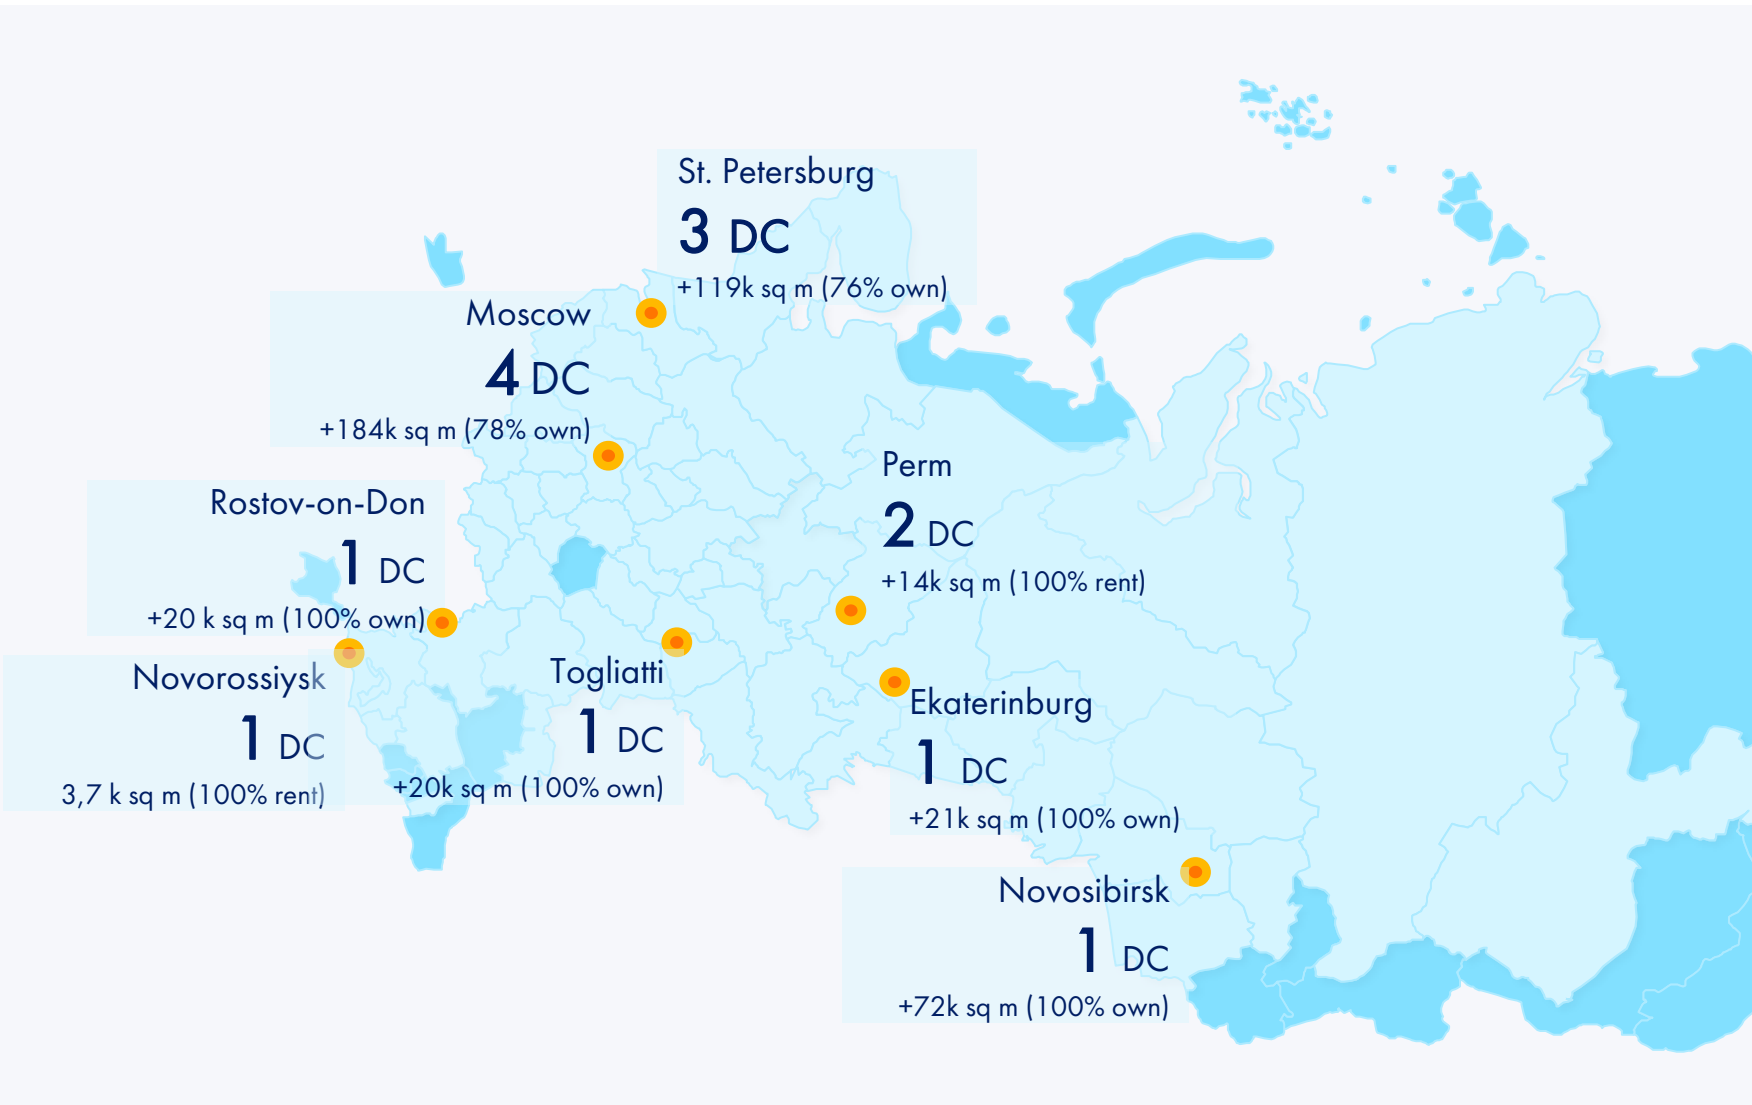 St. Petersburg
3 DC
+119k sq m (76% own)
Moscow
4 DC
+184k sq m (78% own)
Perm
2 DC
+14k sq m (100% rent)
Rostov-on-Don
1 DC
+20 k sq m (100% own)
Novorossiysk
1 DC
3,7 k sq m (100% rent)
Togliatti
1 DC
+20k sq m (100% own)
Ekaterinburg
1 DC
+21k sq m (100% own)
Novosibirsk
1 DC
+72k sq m (100% own)